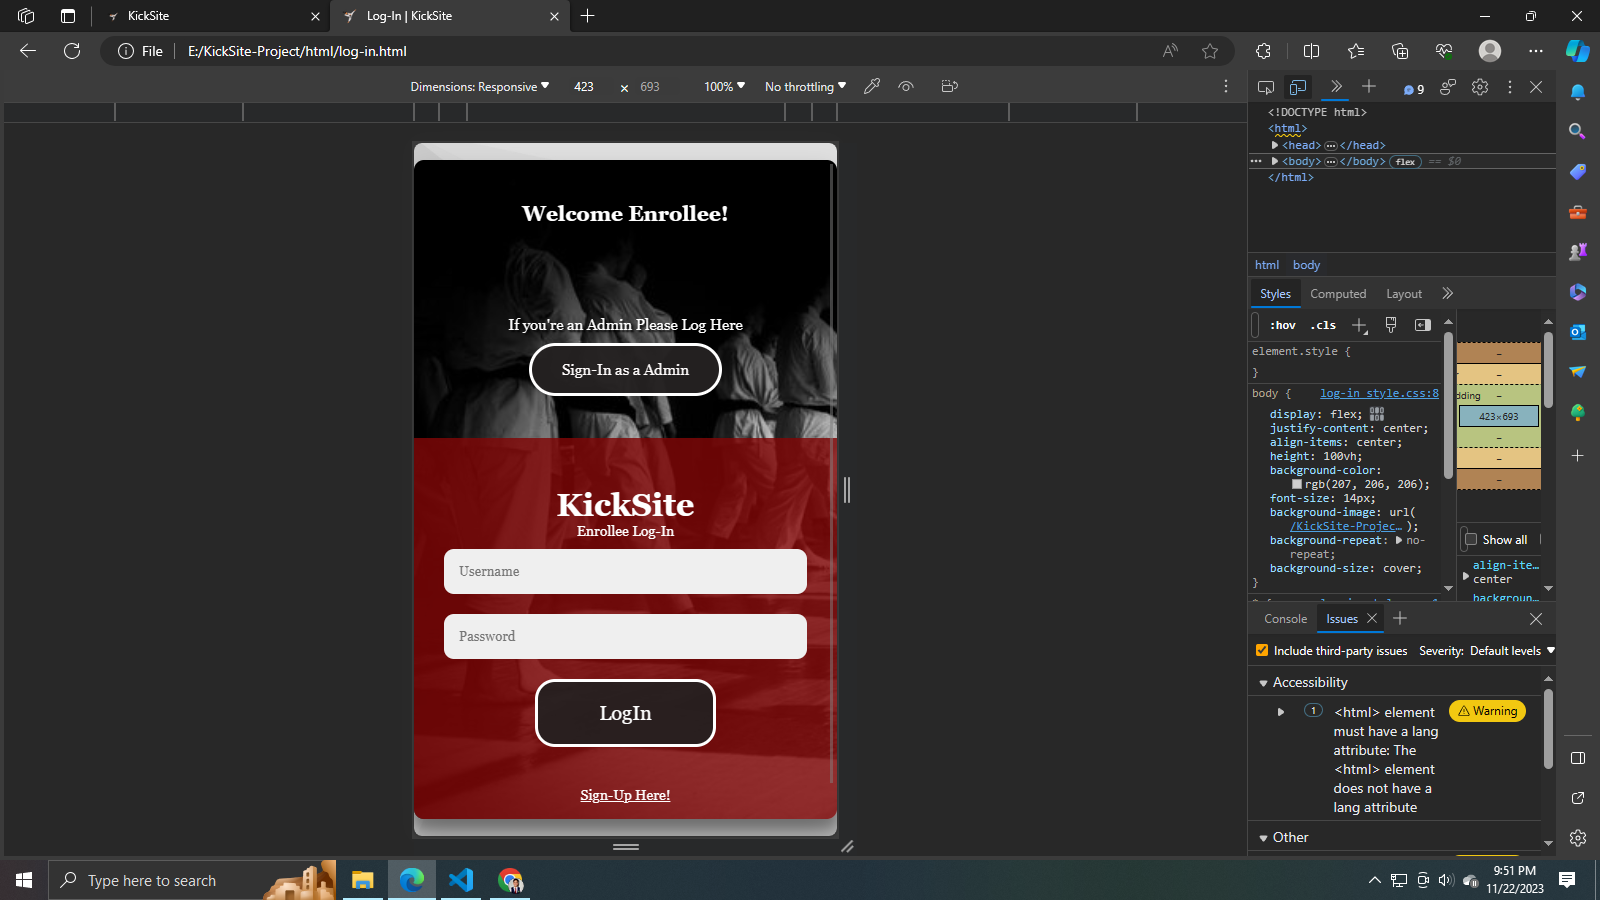 KickSite
Log-In | KickSite
File
E:/KickSite-Project/html/log-in.html
Dimensions: Responsive
423
×
693
100%
No throttling
Welcome Enrollee!
If you're an Admin Please Log Here
Sign-In as a Admin
KickSite
Enrollee Log-In
Username
Password
LogIn
Sign-Up Here!
9
<!DOCTYPE html>
<html>
<head> </head>
<body> </body> flex == $0
</html>
html body
Styles Computed Layout
:hov .cls
element.style {
}
body { log-in style.css:8
display: flex;
justify-content: center;
align-items: center;
height: 100vh;
background-color:
rgb(207, 206, 206);
font-size: 14px;
background-image: url(
/KickSite-Projec… );
background-repeat: no-
repeat;
background-size: cover;
}
dding
423×693
Show all
align-ite…
center
backgroun…
Console Issues
Include third-party issues Severity: Default levels
Accessibility
1
<html> element
must have a lang
attribute: The
<html> element
does not have a
lang attribute
Warning
Other
Type here to search
9:51 PM
11/22/2023